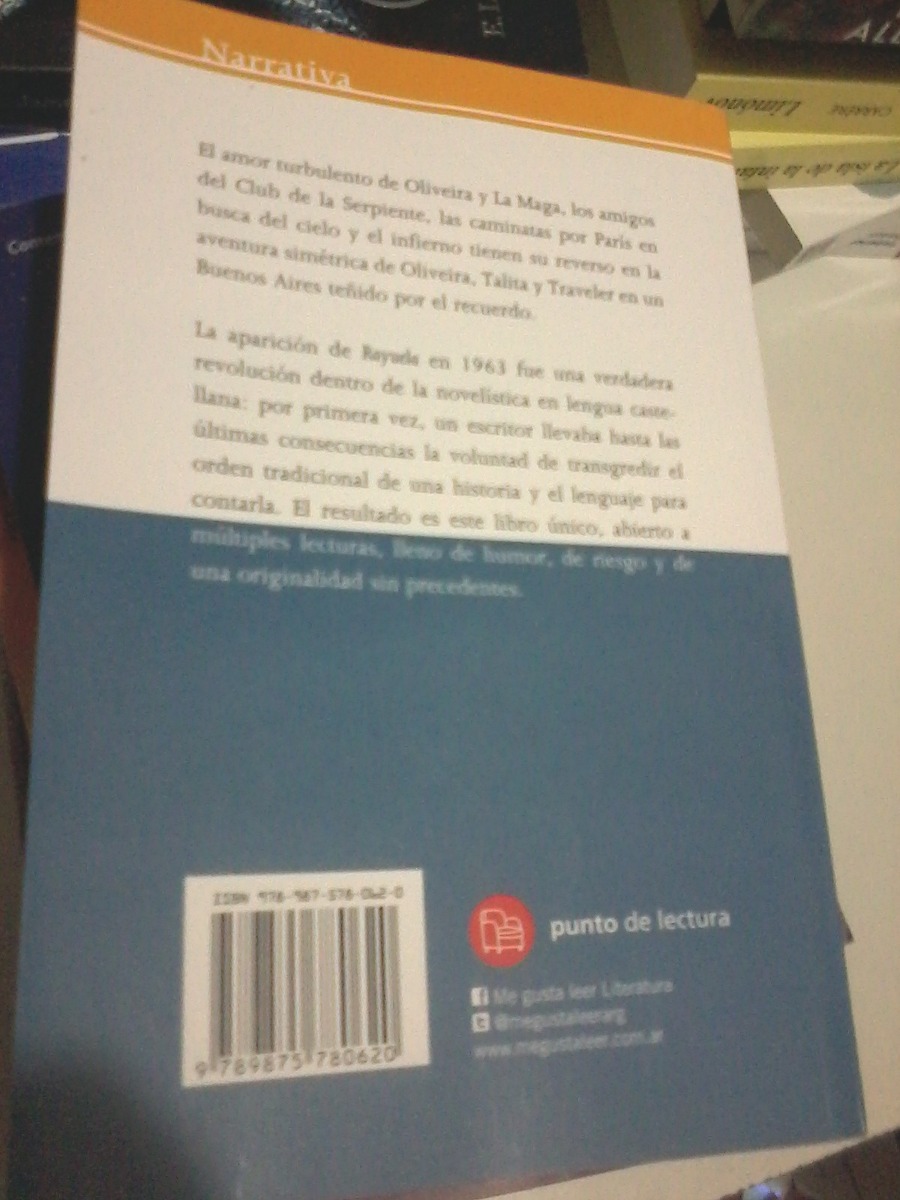 Narrativa
El amor turbulento de Oliveira y La Maga, los amigos
del Club de la Serpiente, las caminatas por París en
busca del cielo y el infierno tienen su reverso en la
aventura simétrica de Oliveira, Talita y Traveler en un
Buenos Aires teñido por el recuerdo.
La aparición de Rayuela en 1963 fue una verdadera
revolución dentro de la novelística en lengua caste-
llana: por primera vez, un escritor llevaba hasta las
últimas consecuencias la voluntad de transgredir el
orden tradicional de una historia y el lenguaje para
contarla. El resultado es este libro único, abierto a
múltiples lecturas, lleno de humor, de riesgo y de
una originalidad sin precedentes.
ISBN 978-987-578-062-0
9 789875 780620
punto de lectura
Me gusta leer Literatura
@megustaleerarg
www.megustaleer.com.ar
CARRÈRE Limónov
La isla de la